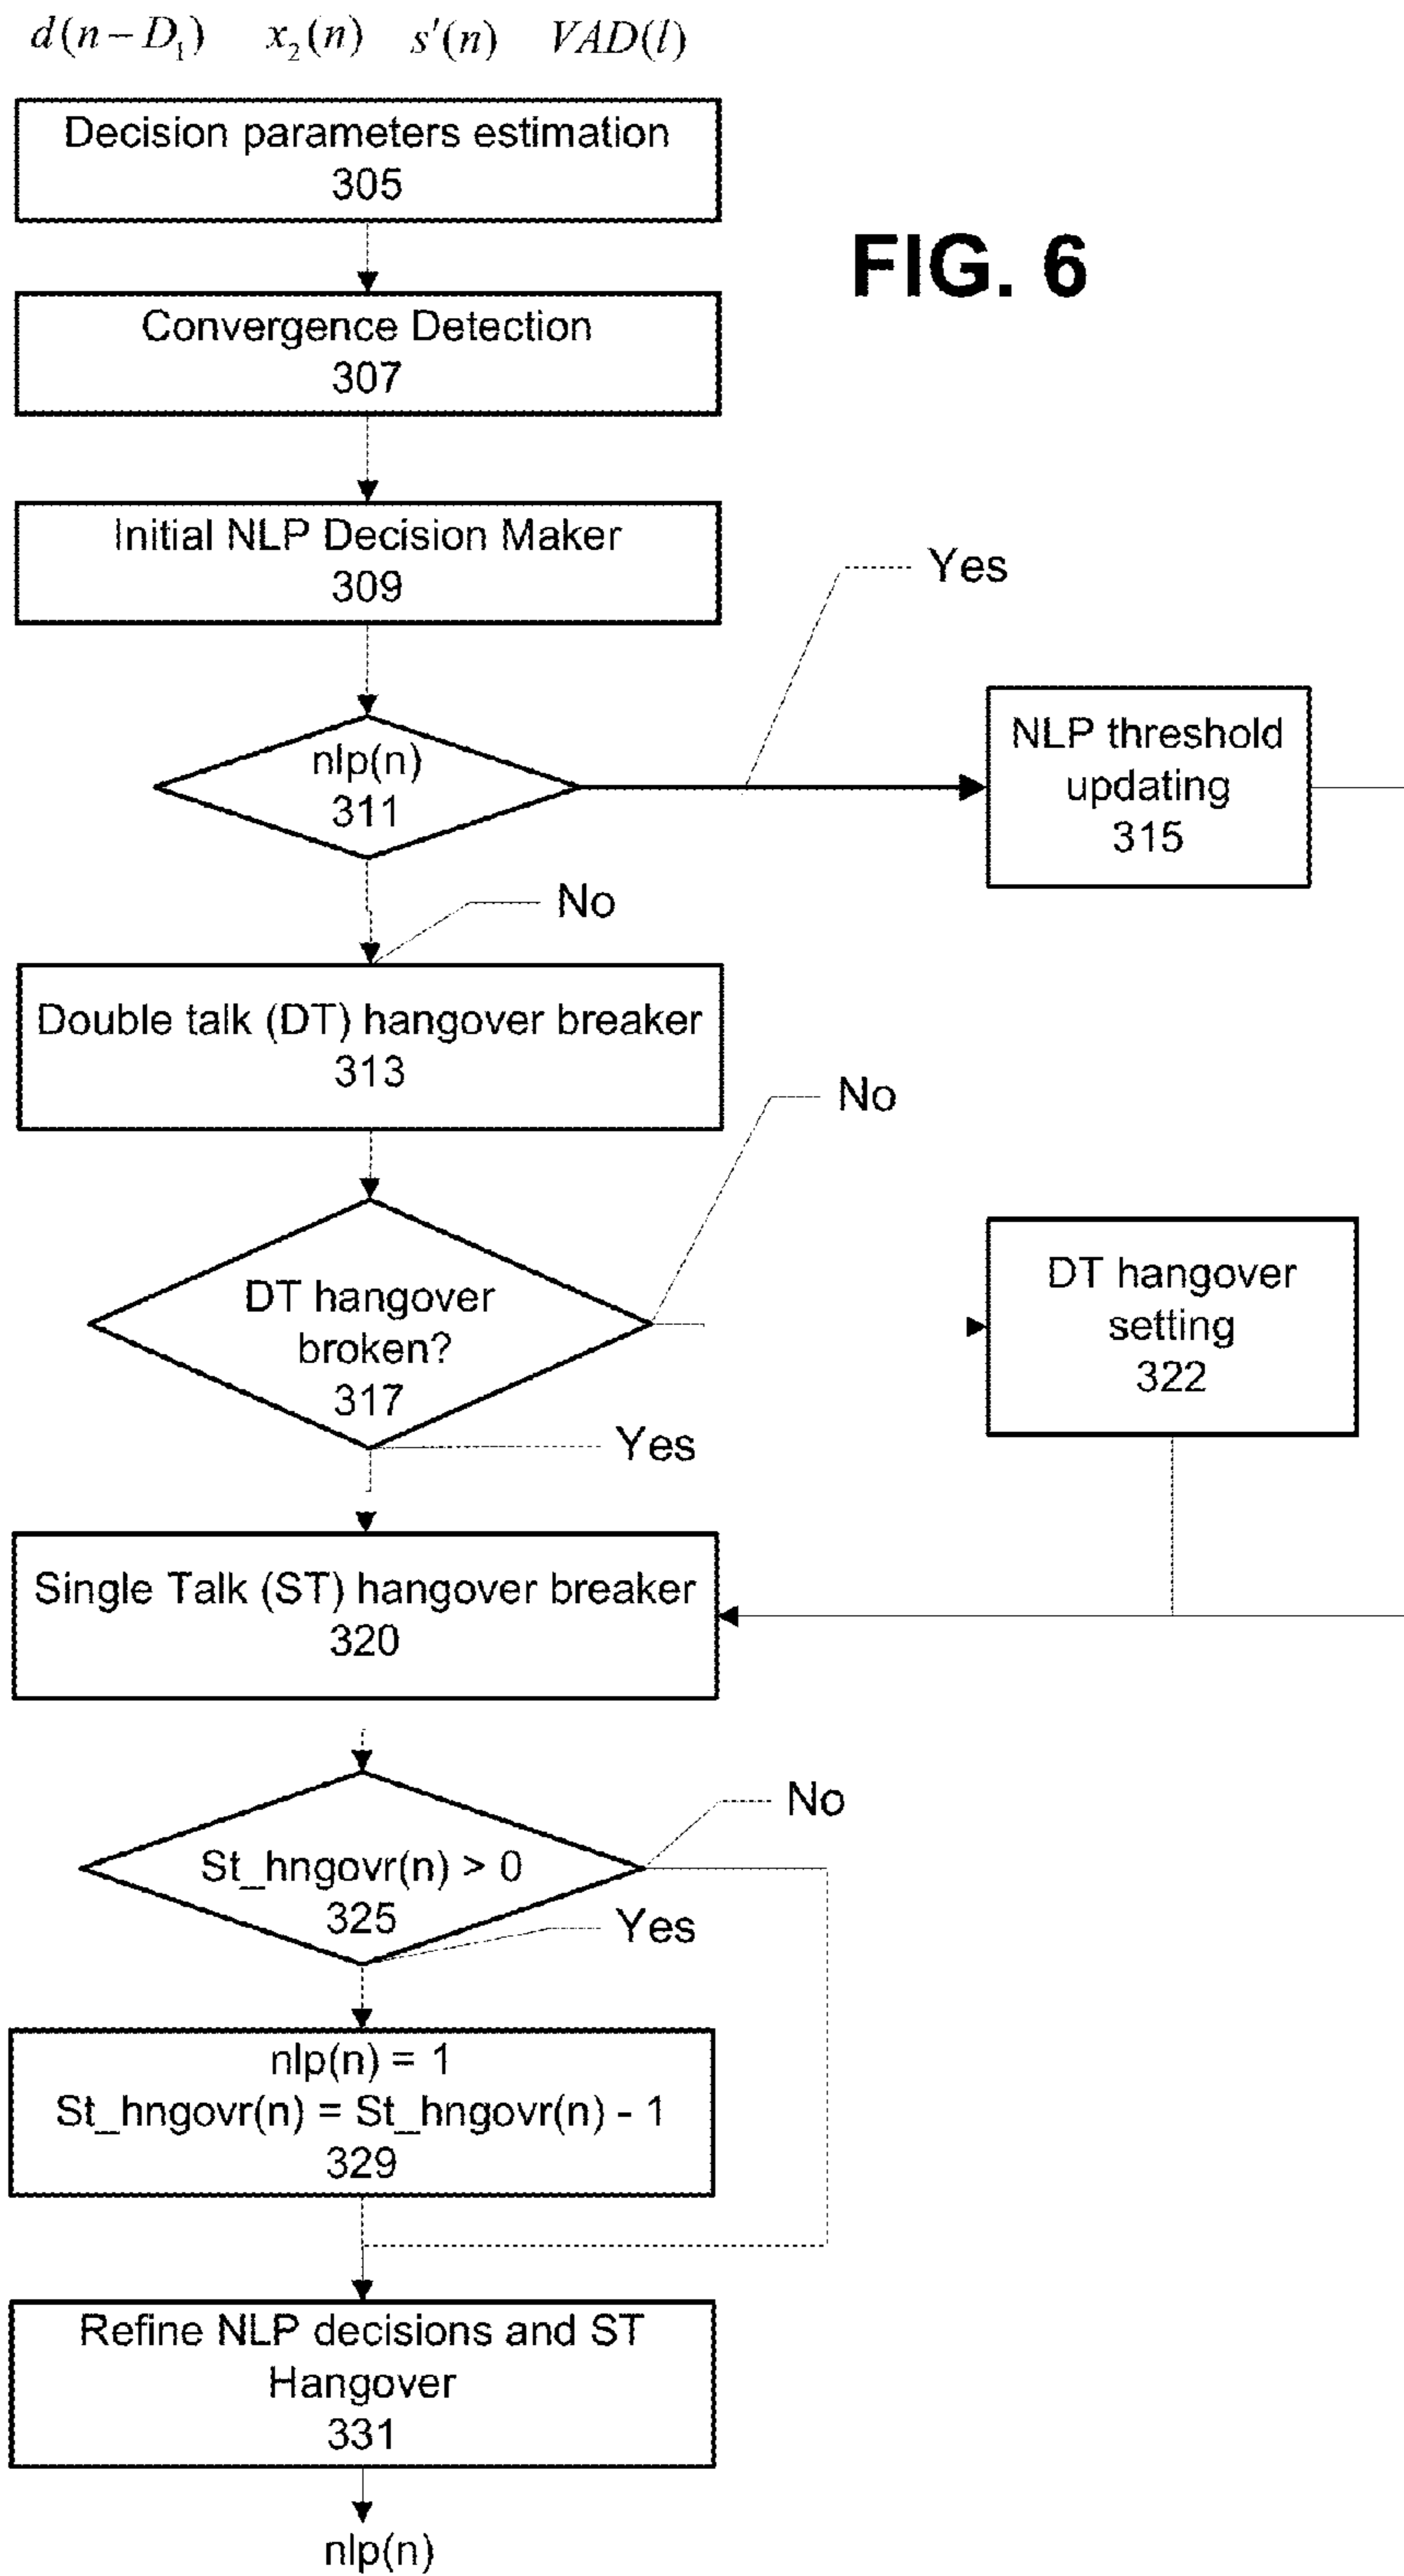 d(n−D₁) x₂(n) s'(n) VAD(l)
Decision parameters estimation
305
FIG. 6
Convergence Detection
307
Initial NLP Decision Maker
309
Yes
nlp(n)
311
NLP threshold
updating
315
No
Double talk (DT) hangover breaker
313
No
DT hangover
broken?
317
DT hangover
setting
322
Yes
Single Talk (ST) hangover breaker
320
No
St_hngovr(n) > 0
325
Yes
nlp(n) = 1
St_hngovr(n) = St_hngovr(n) - 1
329
Refine NLP decisions and ST
Hangover
331
nlp(n)